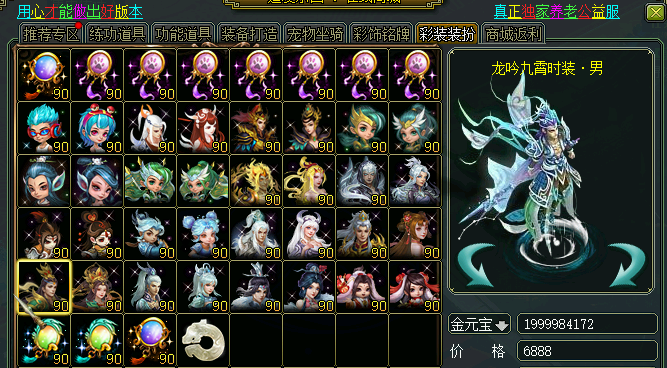 用心才能做出好版本
真正独家养老公益服
推荐专区 练功道具 功能道具 装备打造 宠物坐骑 彩饰铭牌 彩装装扮 商城返利
龙吟九霄时装·男
90 90 90 90 90 90 90 90
90 90 90 90 90 90 90 90
90 90 90 90 90 90 90 90
90 90 90 90 90 90 90 90
90 90 90 90 90 90 90 90
90 90 90
金元宝 1999984172
价 格 6888